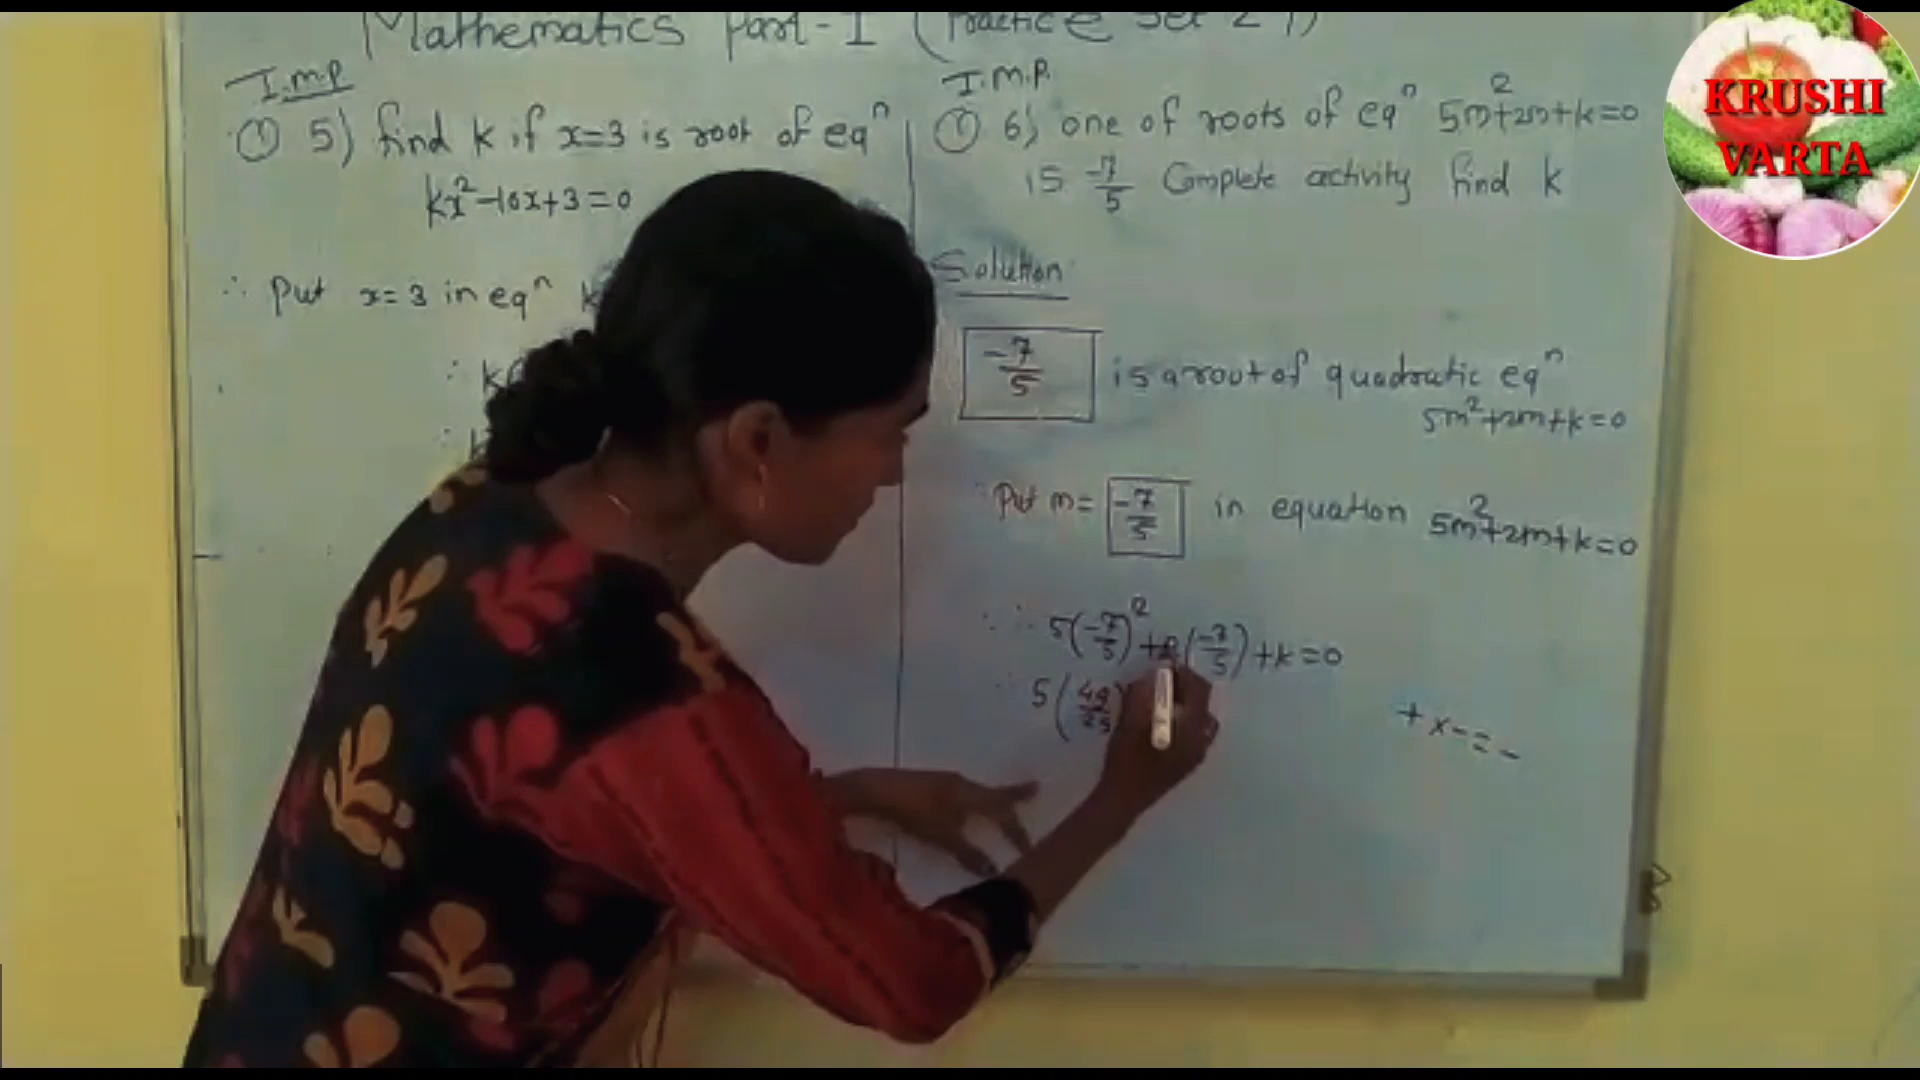 Mathematics Part-I (Practice Set 2.1)
I.m.p
5) find k if x=3 is root of eqⁿ
kx²-10x+3=0
∴ Put x=3 in eqⁿ k
∴ k
∴ k
I.M.P.
6) one of roots of eqⁿ 5m²+2m+k=0
is -7/5 Complete activity find k
Solution
-7/5 is a root of quadratic eqⁿ
5m²+2m+k=0
Put m= -7/5 in equation 5m²+2m+k=0
∴ 5(-7/5)²+2(-7/5)+k=0
5(49/25)
+x-=-
KRUSHI
VARTA